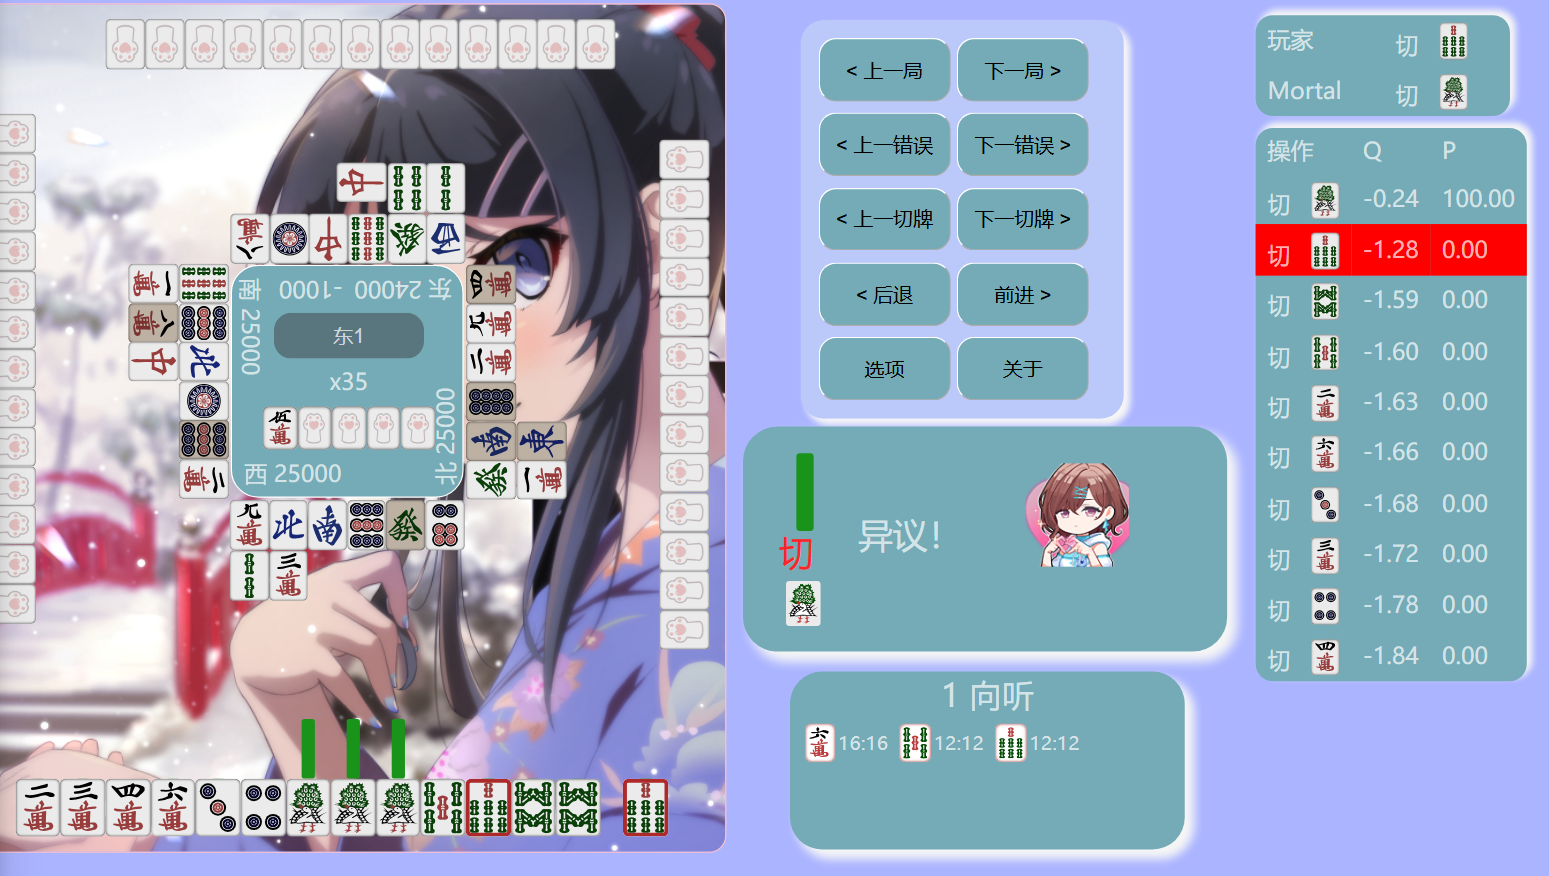 东 24000 -1000
南 25000
东1
x35
北 25000
西 25000
< 上一局
下一局 >
< 上一错误
下一错误 >
< 上一切牌
下一切牌 >
< 后退
前进 >
选项
关于
切
异议!
1 向听
16:16 12:12 12:12
玩家 切
Mortal 切
操作 Q P
切 -0.24 100.00
切 -1.28 0.00
切 -1.59 0.00
切 -1.60 0.00
切 -1.63 0.00
切 -1.66 0.00
切 -1.68 0.00
切 -1.72 0.00
切 -1.78 0.00
切 -1.84 0.00